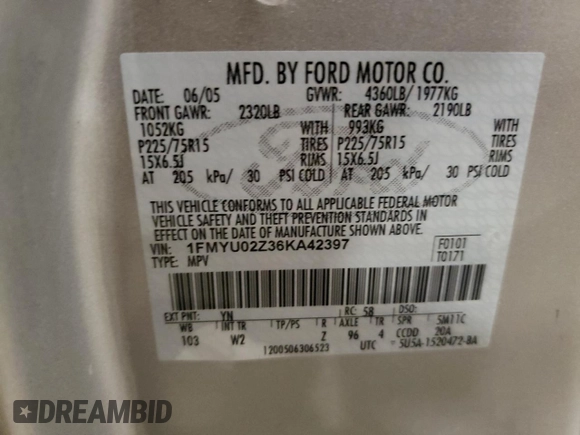 MFD. BY FORD MOTOR CO.
DATE: 06/05 GVWR: 4360LB/ 1977KG
FRONT GAWR: 2320LB REAR GAWR: 2190LB
1052KG WITH 993KG WITH
P225/75R15 TIRES P225/75R15 TIRES
15X6.5J RIMS 15X6.5J RIMS
AT 205 kPa/ 30 PSI COLD AT 205 kPa/ 30 PSI COLD
THIS VEHICLE CONFORMS TO ALL APPLICABLE FEDERAL MOTOR
VEHICLE SAFETY AND THEFT PREVENTION STANDARDS IN
EFFECT ON THE DATE OF MANUFACTURE SHOWN ABOVE.
VIN: 1FMYU02Z36KA42397 F0101
TYPE: MPV T0171
EXT PNT: YN RC: 58 DSO:
WB INT TR TP/PS R AXLE TR SPR 5M11C
103 W2 Z 96 4 CCDD 20A
1200506306523 UTC 5U5A-1520472-BA
DREAMBID